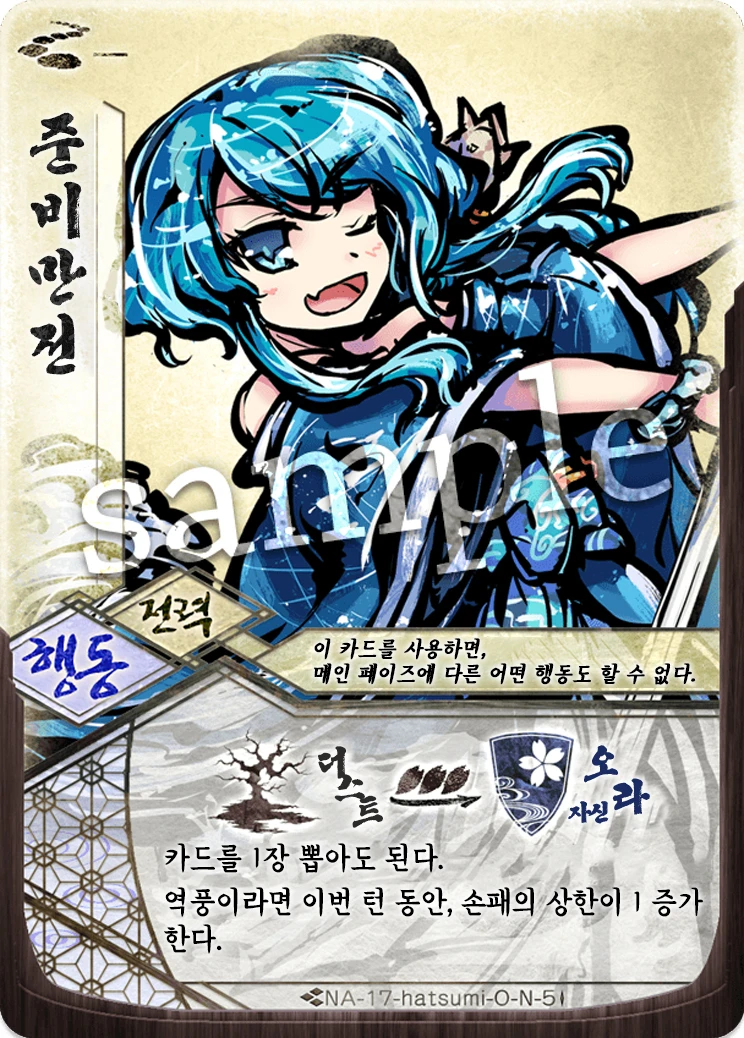 준비만전
sample
전력
행동
이 카드를 사용하면,
메인 페이즈에 다른 어떤 행동도 할 수 없다.
더스트
오라
자신
카드를 1장 뽑아도 된다.
역풍이라면 이번 턴 동안, 손패의 상한이 1 증가
한다.
NA-17-hatsumi-O-N-5